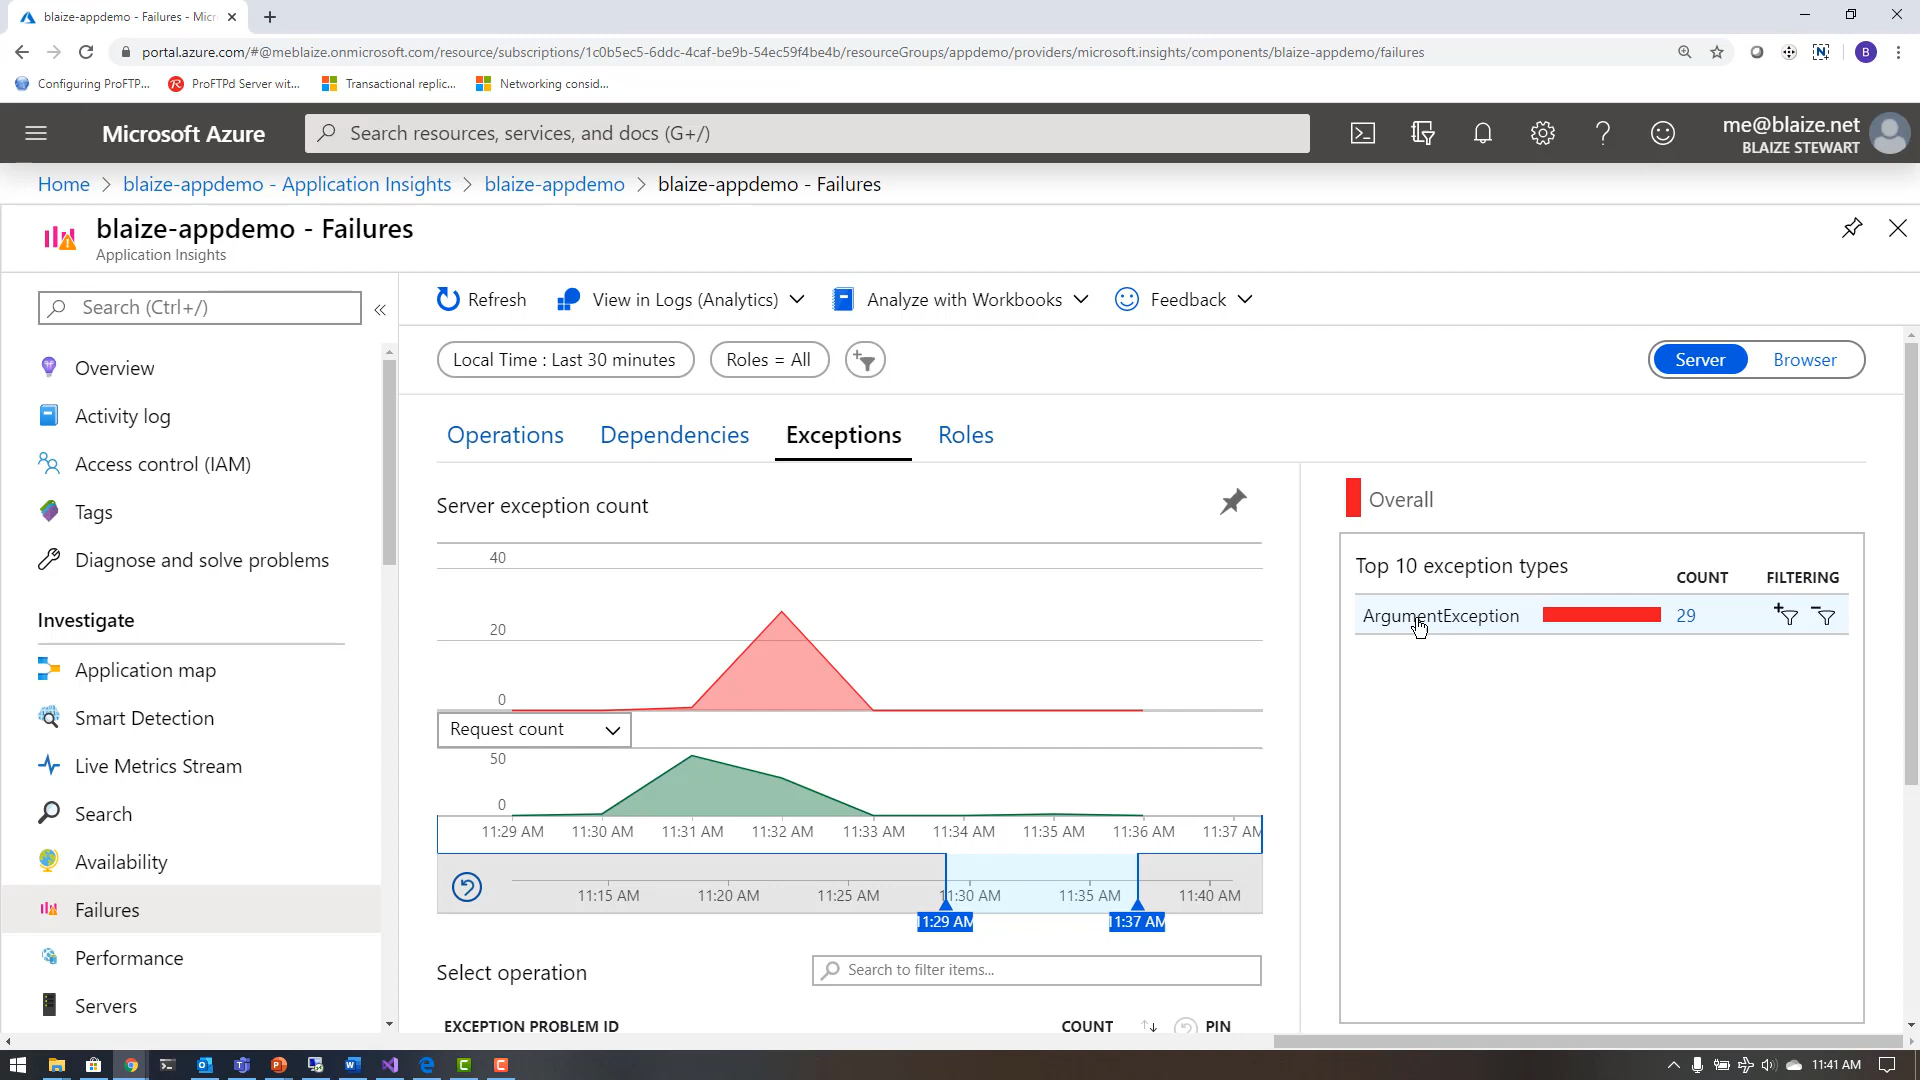 blaize-appdemo - Failures - Micr
portal.azure.com/#@meblaize.onmicrosoft.com/resource/subscriptions/1c0b5ec5-6ddc-4caf-be9b-54ec59f4be4b/resourceGroups/appdemo/providers/microsoft.insights/components/blaize-appdemo/failures
B
Configuring ProFTP...
ProFTPd Server wit...
Transactional replic...
Networking consid...
Microsoft Azure
Search resources, services, and docs (G+/)
me@blaize.net
BLAIZE STEWART
Home > blaize-appdemo - Application Insights > blaize-appdemo > blaize-appdemo - Failures
blaize-appdemo - Failures
Application Insights
Search (Ctrl+/)
«
Overview
Activity log
Access control (IAM)
Tags
Diagnose and solve problems
Investigate
Application map
Smart Detection
Live Metrics Stream
Search
Availability
Failures
Performance
Servers
Refresh
View in Logs (Analytics)
Analyze with Workbooks
Feedback
Local Time : Last 30 minutes
Roles = All
Server
Browser
Operations
Dependencies
Exceptions
Roles
Server exception count
40
20
0
Request count
50
0
11:29 AM 11:30 AM 11:31 AM 11:32 AM 11:33 AM 11:34 AM 11:35 AM 11:36 AM 11:37 AM
11:15 AM 11:20 AM 11:25 AM 11:30 AM 11:35 AM 11:40 AM
11:29 AM 11:37 AM
Select operation
Search to filter items...
EXCEPTION PROBLEM ID COUNT PIN
Overall
Top 10 exception types COUNT FILTERING
ArgumentException 29
11:41 AM